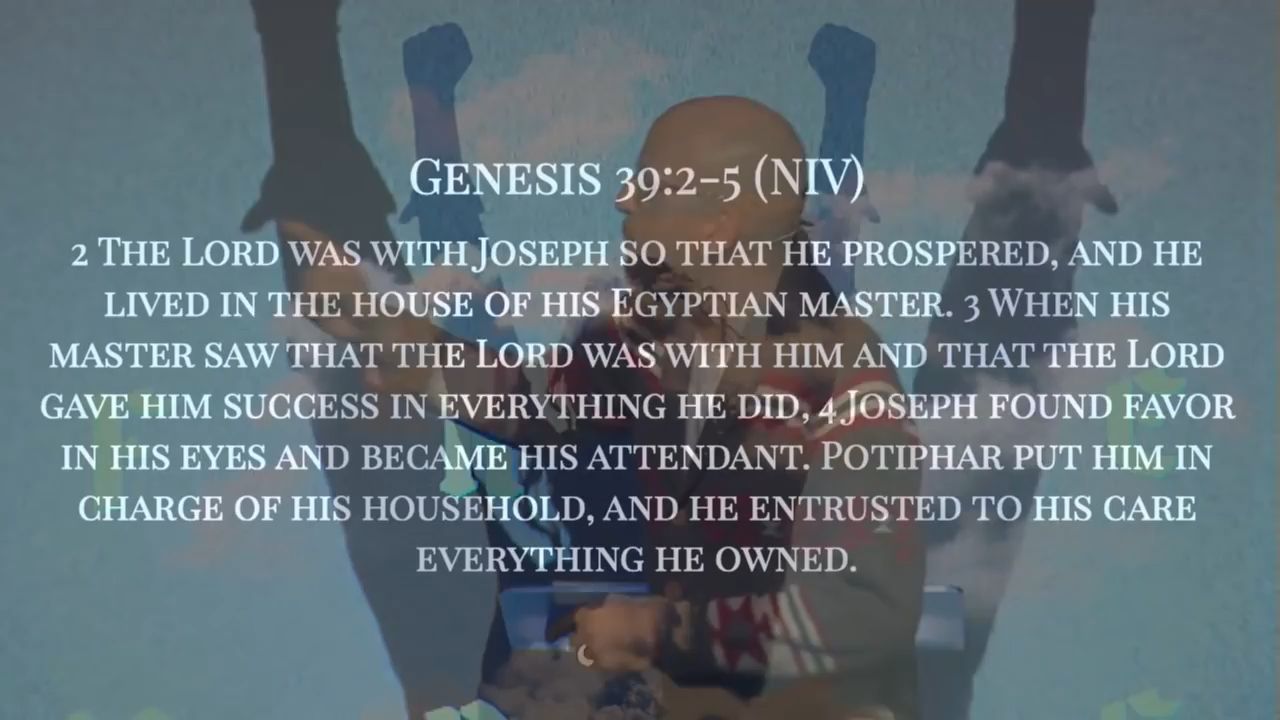 Genesis 39:2-5 (NIV)
2 The Lord was with Joseph so that he prospered, and he
lived in the house of his Egyptian master. 3 When his
master saw that the Lord was with him and that the Lord
gave him success in everything he did, 4 Joseph found favor
in his eyes and became his attendant. Potiphar put him in
charge of his household, and he entrusted to his care
everything he owned.